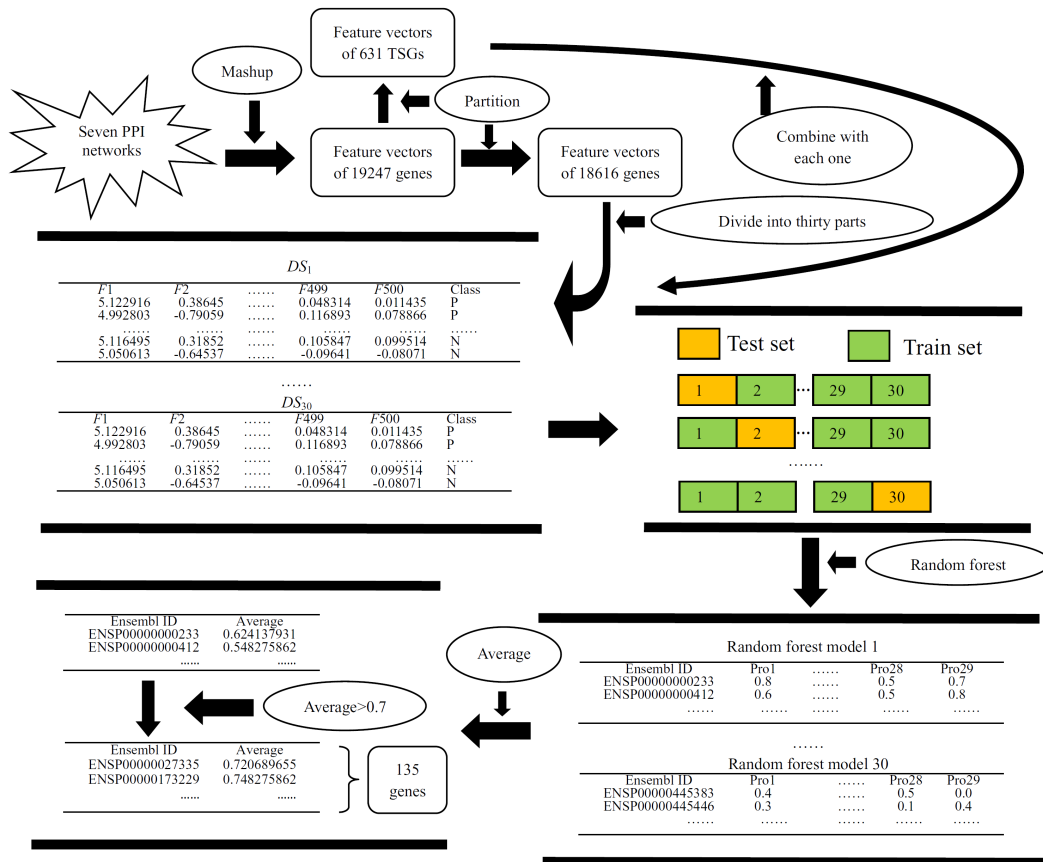 Feature vectors
of 631 TSGs
Mashup
Partition
Seven PPI
networks
Feature vectors
of 19247 genes
Feature vectors
of 18616 genes
Combine with
each one
Divide into thirty parts
DS1
F1 F2 ...... F499 F500 Class
5.122916 0.38645 ...... 0.048314 0.011435 P
4.992803 -0.79059 ...... 0.116893 0.078866 P
...... ...... ...... ...... ...... ......
5.116495 0.31852 ...... 0.105847 0.099514 N
5.050613 -0.64537 ...... -0.09641 -0.08071 N
......
DS30
F1 F2 ...... F499 F500 Class
5.122916 0.38645 ...... 0.048314 0.011435 P
4.992803 -0.79059 ...... 0.116893 0.078866 P
...... ...... ...... ...... ...... ......
5.116495 0.31852 ...... 0.105847 0.099514 N
5.050613 -0.64537 ...... -0.09641 -0.08071 N
Test set Train set
1 2 ... 29 30
1 2 ... 29 30
.......
1 2 29 30
Random forest
Random forest model 1
Ensembl ID Pro1 ...... Pro28 Pro29
ENSP00000000233 0.8 ...... 0.5 0.7
ENSP00000000412 0.6 ...... 0.5 0.8
...... ...... ...... ...... ......
......
Random forest model 30
Ensembl ID Pro1 ...... Pro28 Pro29
ENSP00000445383 0.4 ...... 0.5 0.0
ENSP00000445446 0.3 ...... 0.1 0.4
...... ...... ...... ...... ......
Average
Ensembl ID Average
ENSP00000000233 0.624137931
ENSP00000000412 0.548275862
...... ......
Average>0.7
Ensembl ID Average
ENSP00000027335 0.720689655
ENSP00000173229 0.748275862
...... ......
135
genes